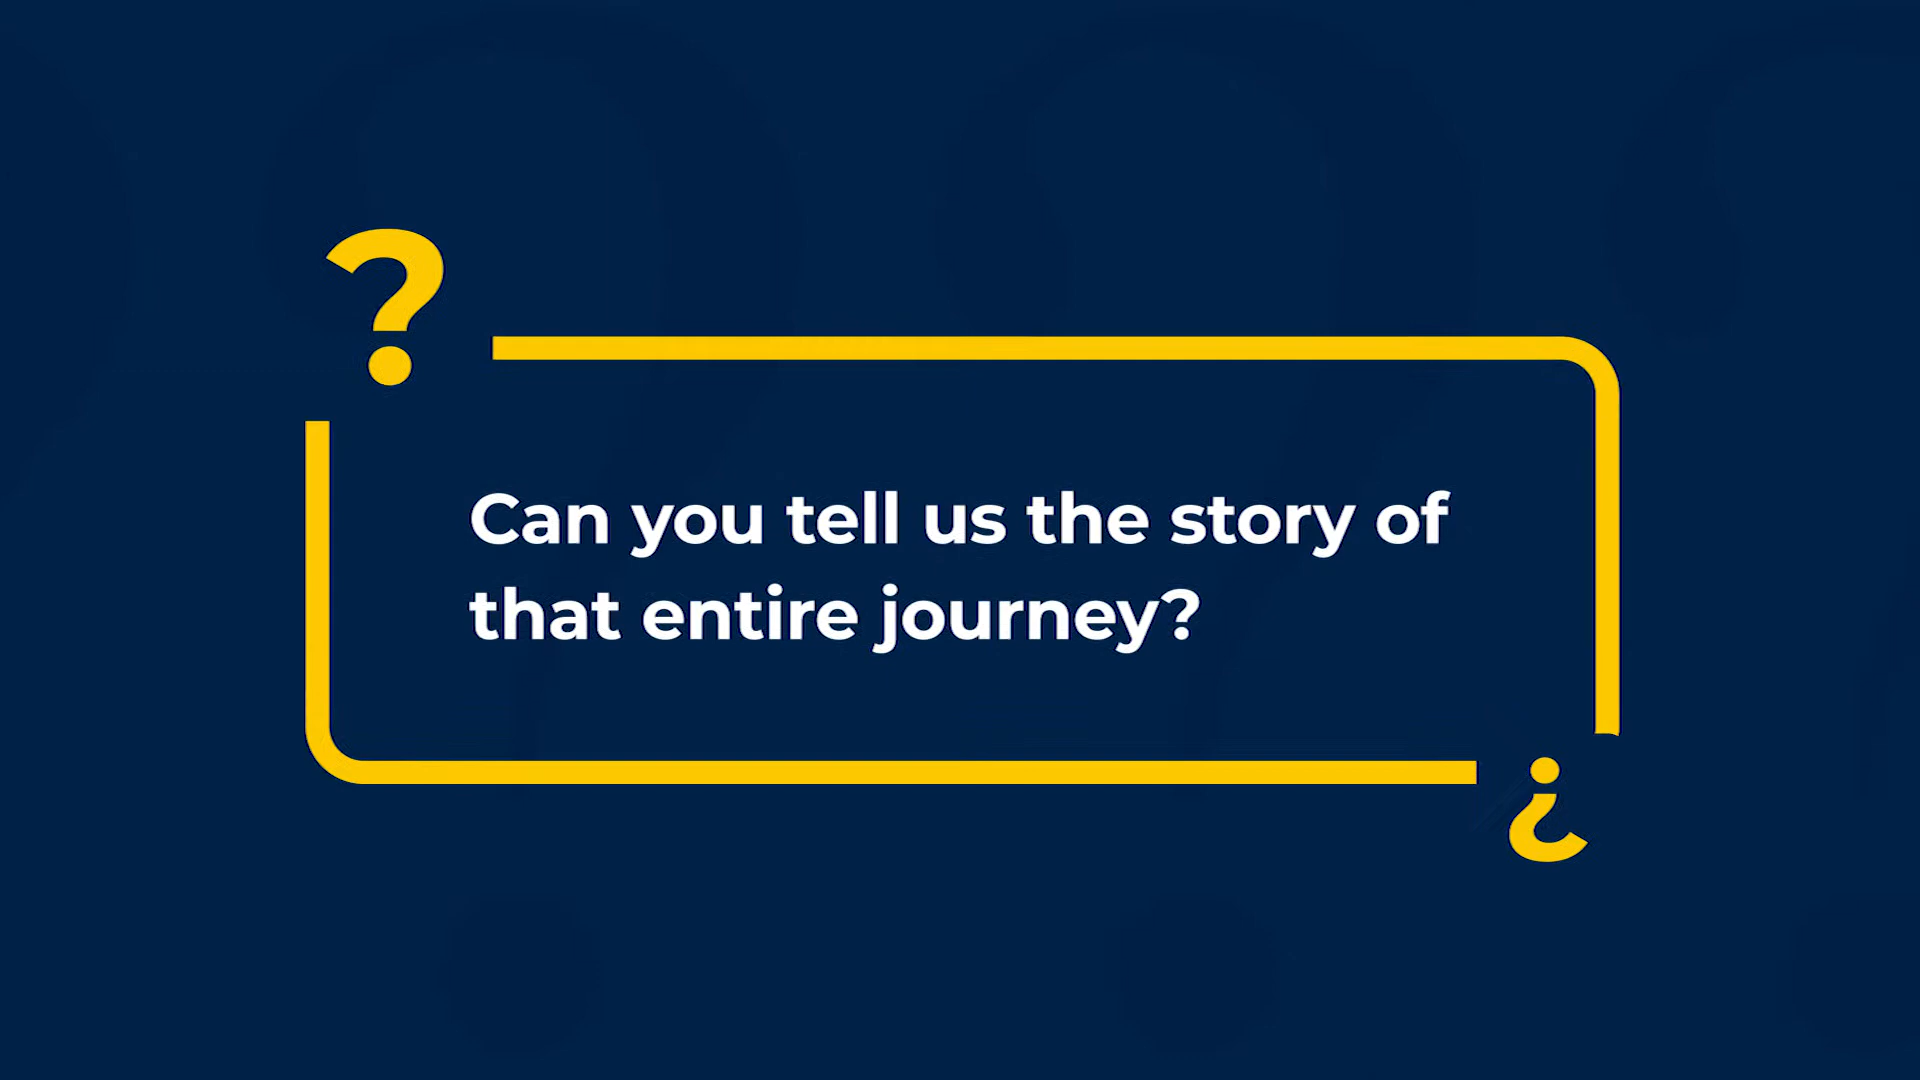 ?
Can you tell us the story of
that entire journey?
¿